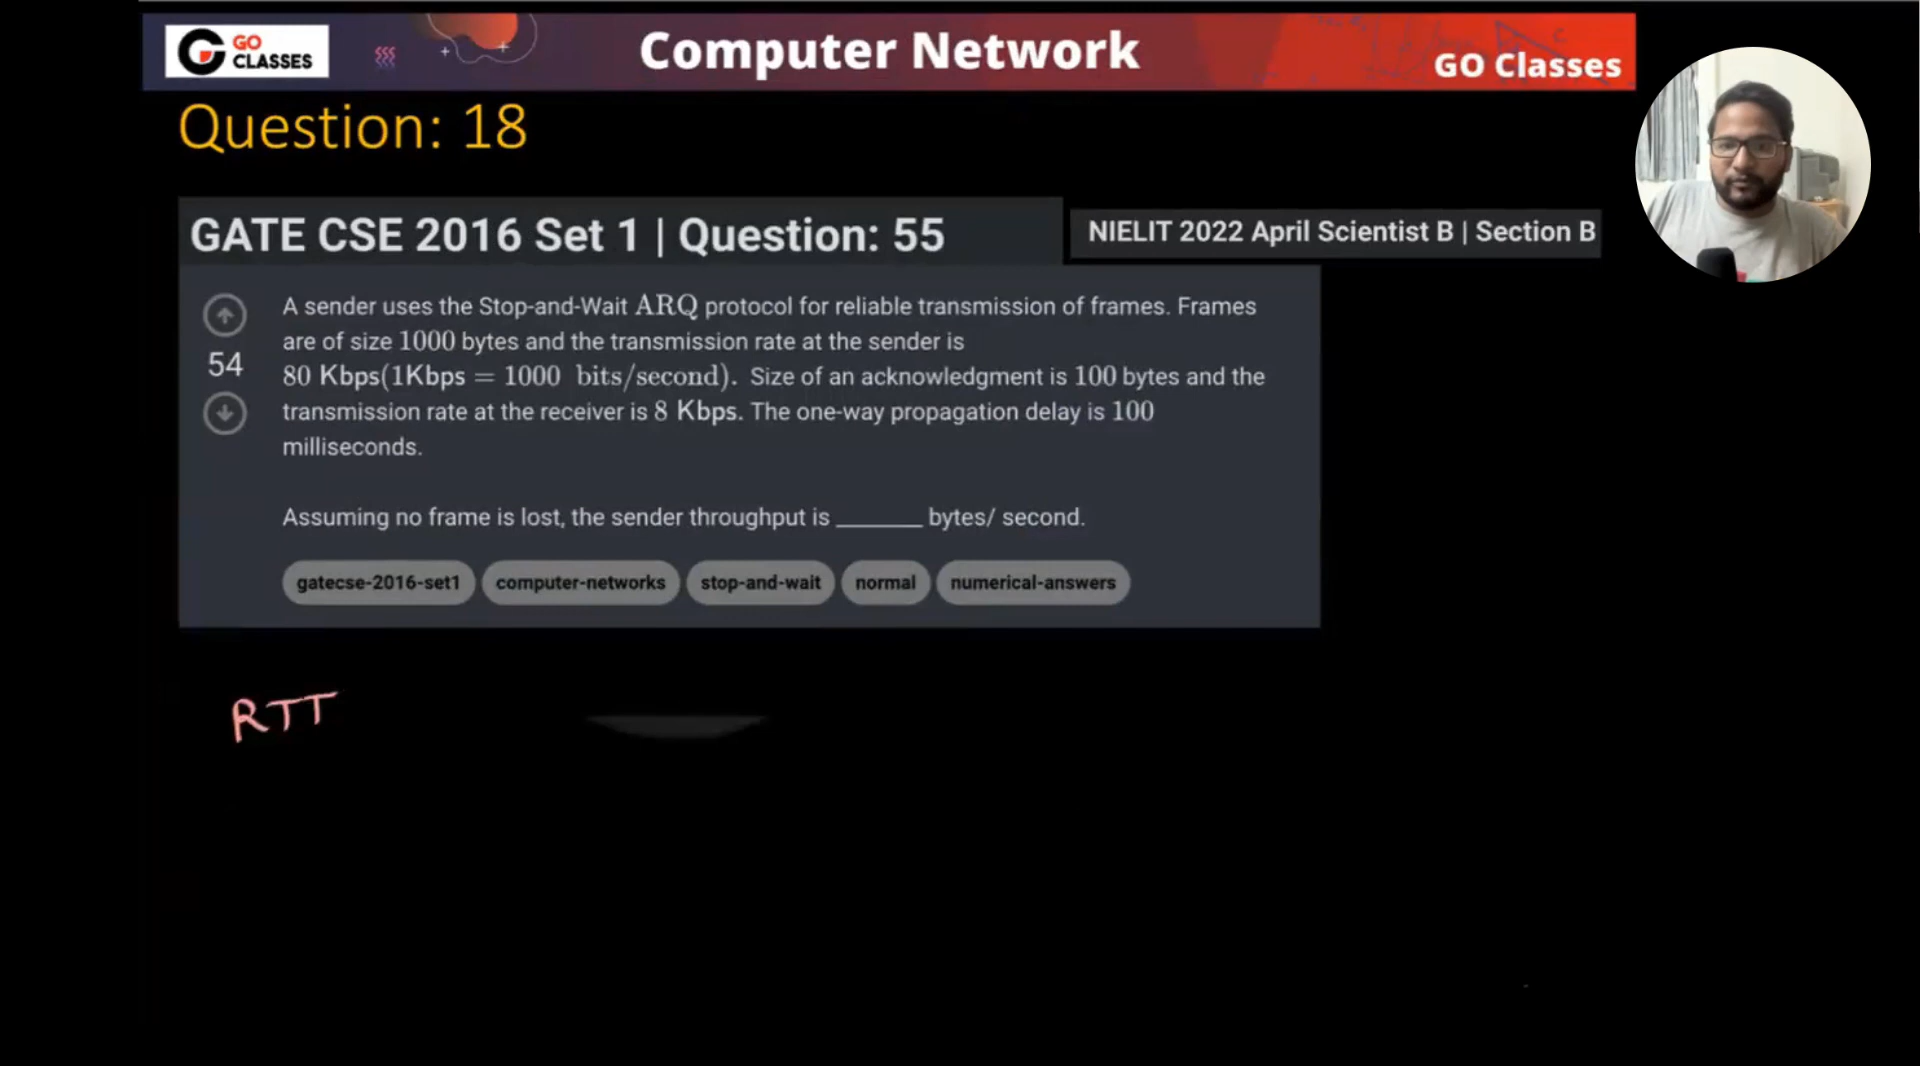 GO
CLASSES
Computer Network
GO Classes
Question: 18
GATE CSE 2016 Set 1 | Question: 55
NIELIT 2022 April Scientist B | Section B
54
A sender uses the Stop-and-Wait ARQ protocol for reliable transmission of frames. Frames
are of size 1000 bytes and the transmission rate at the sender is
80 Kbps(1Kbps = 1000 bits/second). Size of an acknowledgment is 100 bytes and the
transmission rate at the receiver is 8 Kbps. The one-way propagation delay is 100
milliseconds.
Assuming no frame is lost, the sender throughput is ______ bytes/ second.
gatecse-2016-set1 computer-networks stop-and-wait normal numerical-answers
RTT